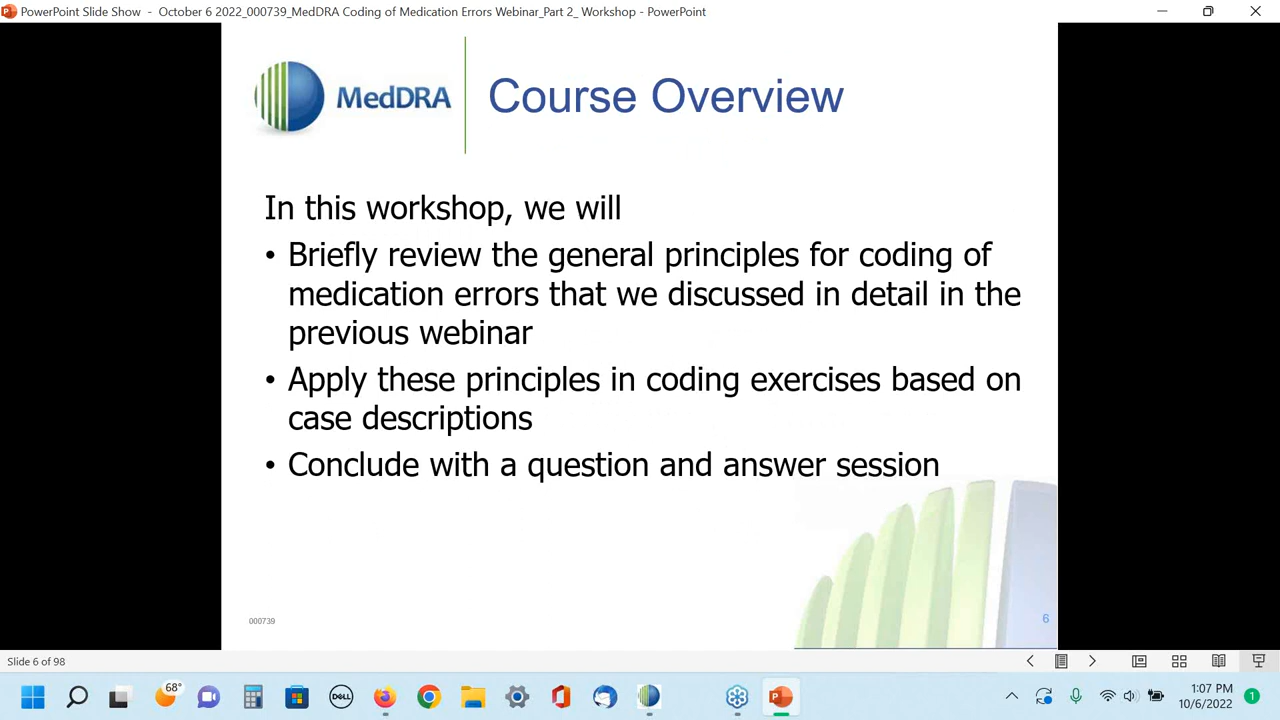 PowerPoint Slide Show - October 6 2022_000739_MedDRA Coding of Medication Errors Webinar_Part 2_ Workshop - PowerPoint
MedDRA
Course Overview
In this workshop, we will
• Briefly review the general principles for coding of
medication errors that we discussed in detail in the
previous webinar
• Apply these principles in coding exercises based on
case descriptions
• Conclude with a question and answer session
000739
6
Slide 6 of 98
68°
DELL
1:07 PM
10/6/2022
1